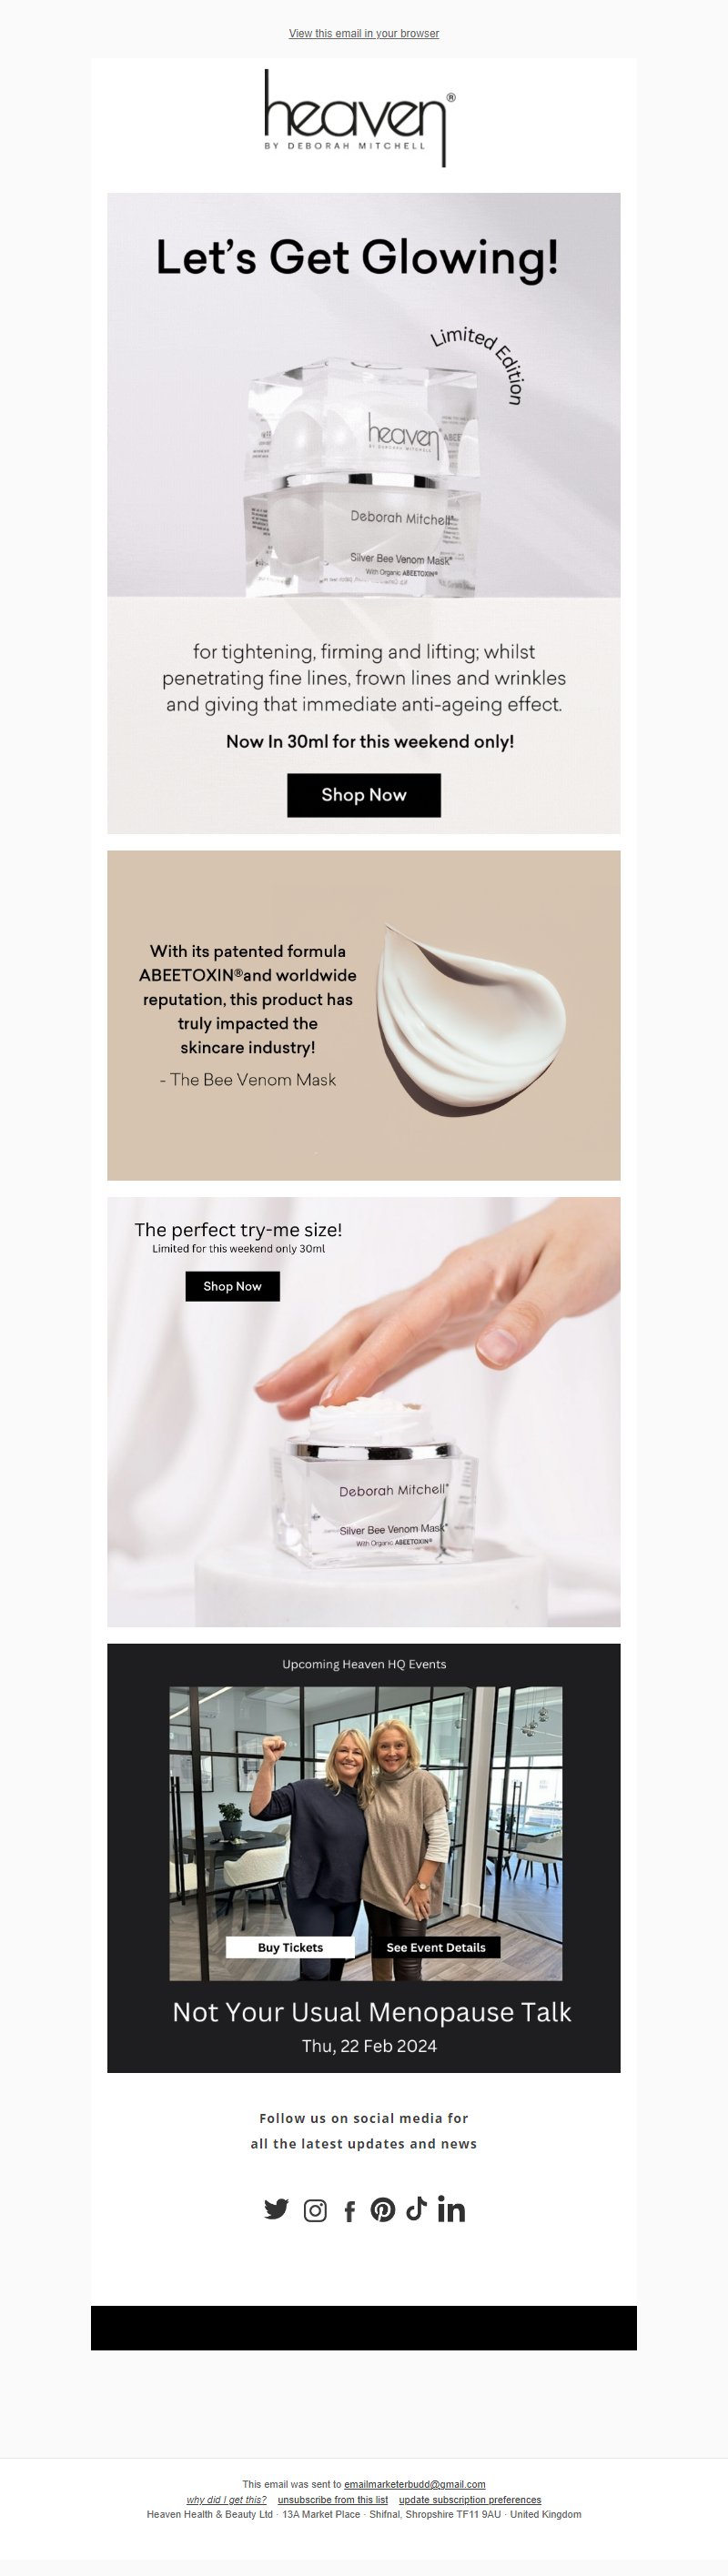 View this email in your browser
heaven®
BY DEBORAH MITCHELL
Let's Get Glowing!
Limited Edition
heaven
BY DEBORAH MITCHELL
Deborah Mitchell®
Silver Bee Venom Mask®
With Organic ABEETOXIN®
for tightening, firming and lifting; whilst
penetrating fine lines, frown lines and wrinkles
and giving that immediate anti-ageing effect.
Now In 30ml for this weekend only!
Shop Now
With its patented formula
ABEETOXIN®and worldwide
reputation, this product has
truly impacted the
skincare industry!
- The Bee Venom Mask
The perfect try-me size!
Limited for this weekend only 30ml
Shop Now
Deborah Mitchell®
Silver Bee Venom Mask®
With Organic ABEETOXIN®
Upcoming Heaven HQ Events
Buy Tickets
See Event Details
Not Your Usual Menopause Talk
Thu, 22 Feb 2024
Follow us on social media for
all the latest updates and news
This email was sent to emailmarketerbudd@gmail.com
why did I get this? unsubscribe from this list update subscription preferences
Heaven Health & Beauty Ltd · 13A Market Place · Shifnal, Shropshire TF11 9AU · United Kingdom